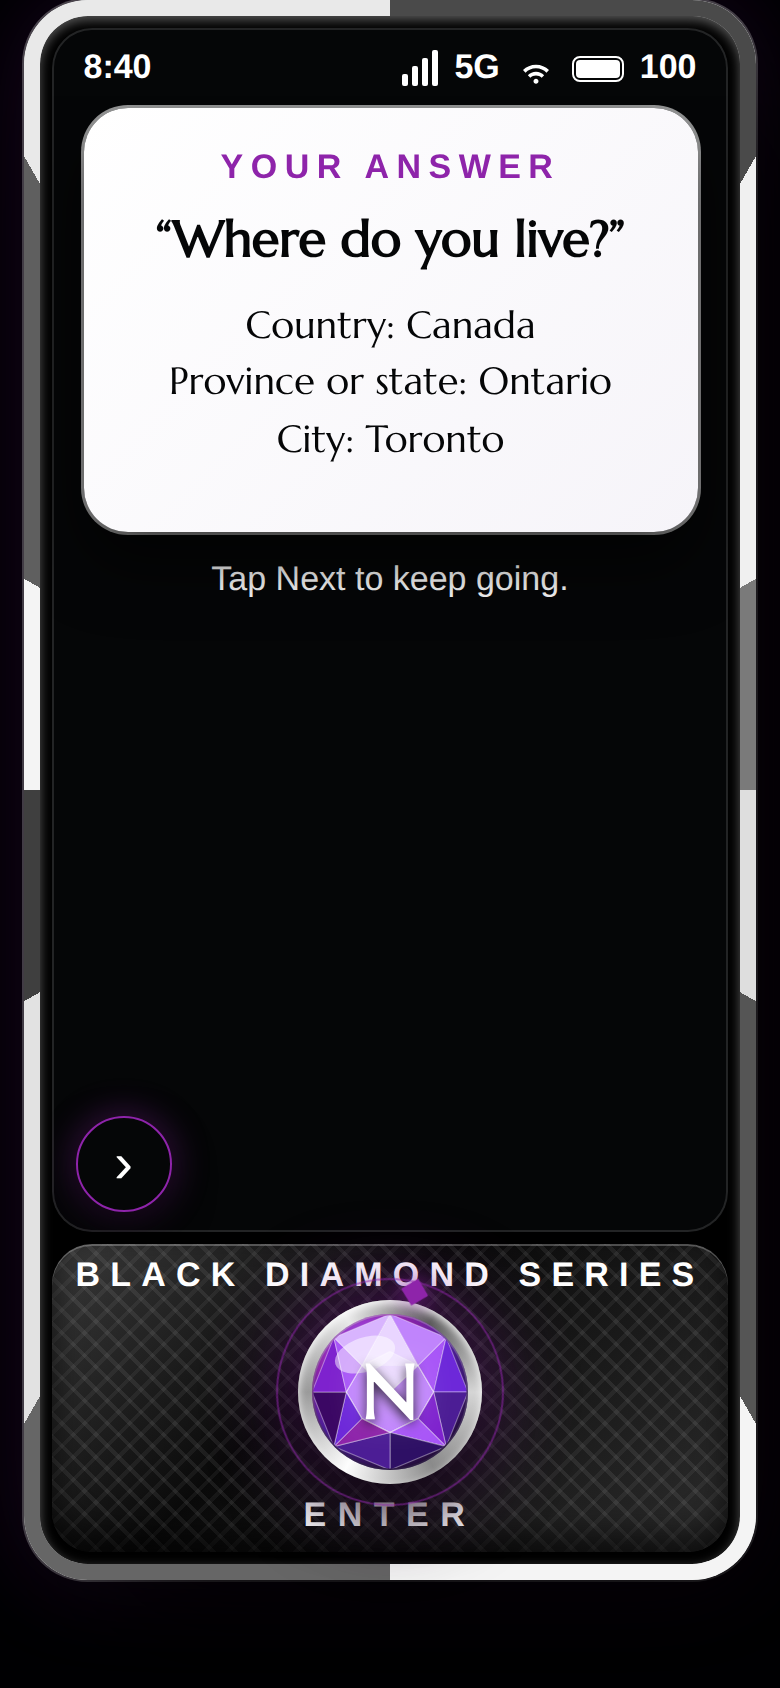 8:40 5G 100
YOUR ANSWER
“Where do you live?”
Country: Canada
Province or state: Ontario
City: Toronto
Tap Next to keep going.
›
BLACK DIAMOND SERIES
N
ENTER